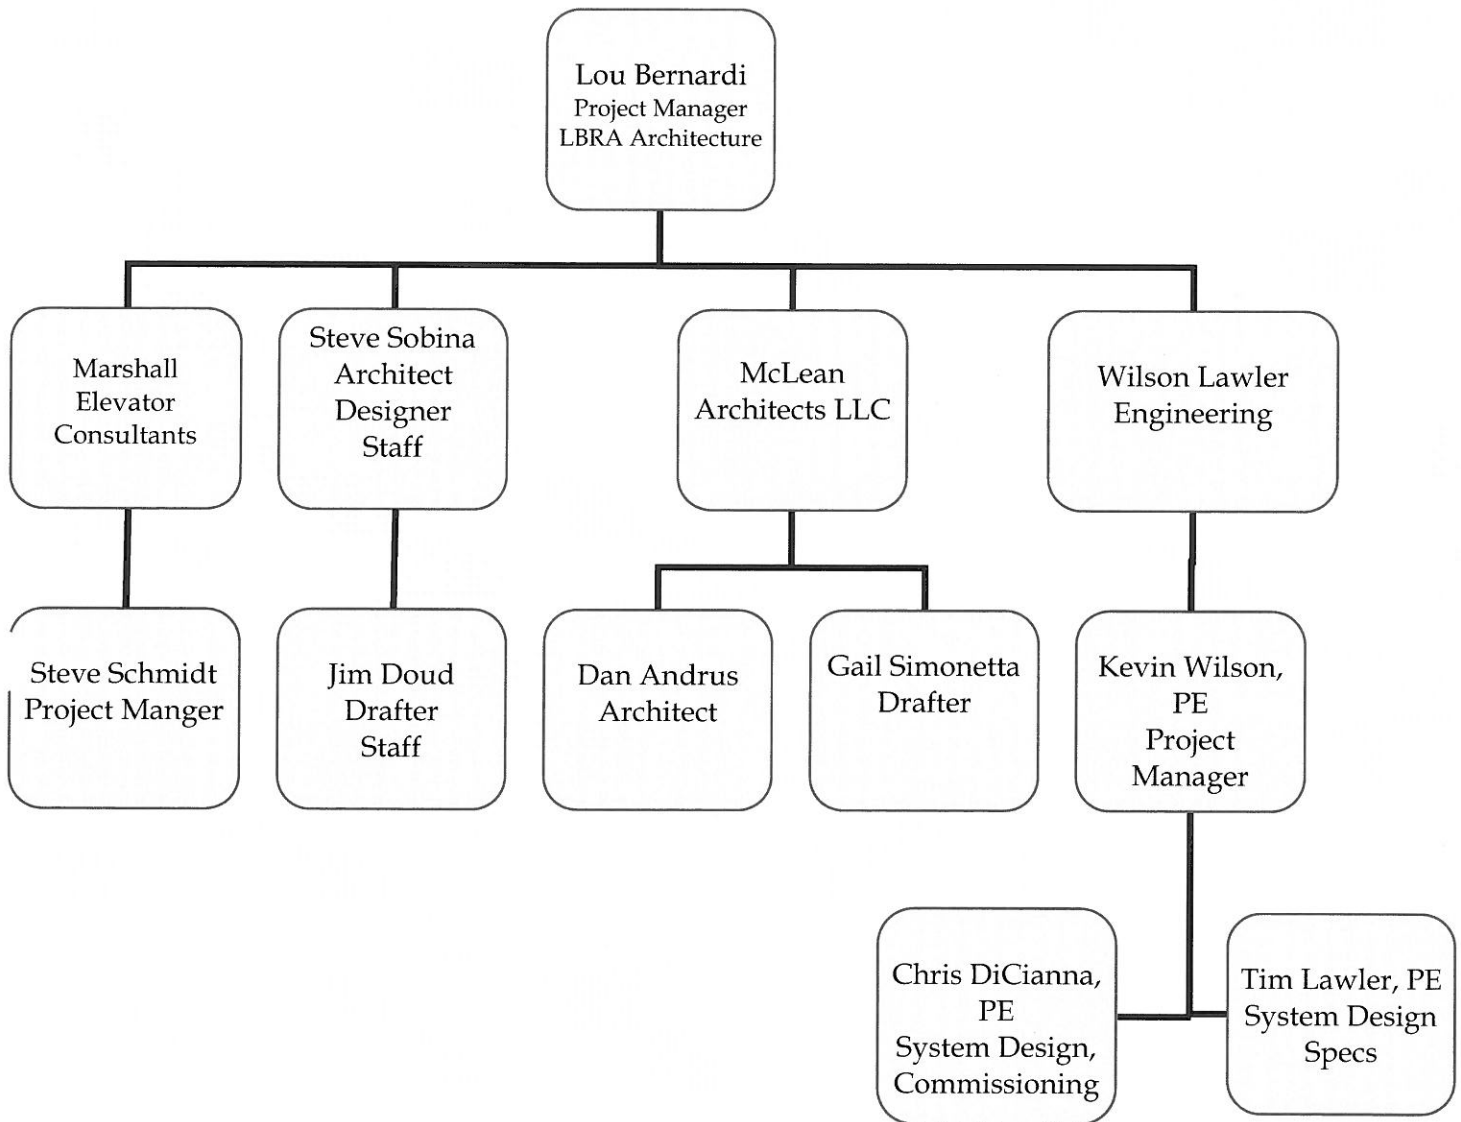 Lou Bernardi
Project Manager
LBRA Architecture
Marshall
Elevator
Consultants
Steve Sobina
Architect
Designer
Staff
McLean
Architects LLC
Wilson Lawler
Engineering
Steve Schmidt
Project Manger
Jim Doud
Drafter
Staff
Dan Andrus
Architect
Gail Simonetta
Drafter
Kevin Wilson,
PE
Project
Manager
Chris DiCianna,
PE
System Design,
Commissioning
Tim Lawler, PE
System Design
Specs